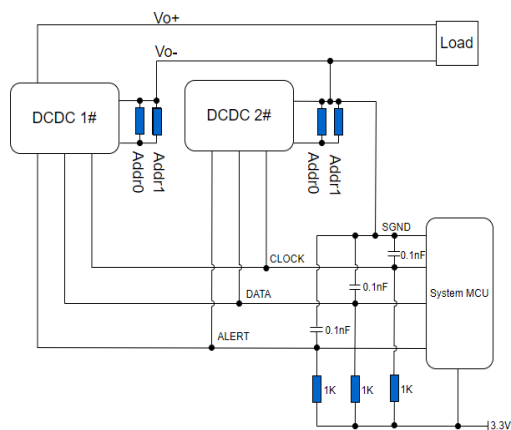 Vo+
Load
Vo-
DCDC 1#
DCDC 2#
Addr0
Addr1
Addr0
Addr1
SGND
0.1nF
CLOCK
0.1nF
System MCU
DATA
0.1nF
ALERT
1K
1K
1K
3.3V